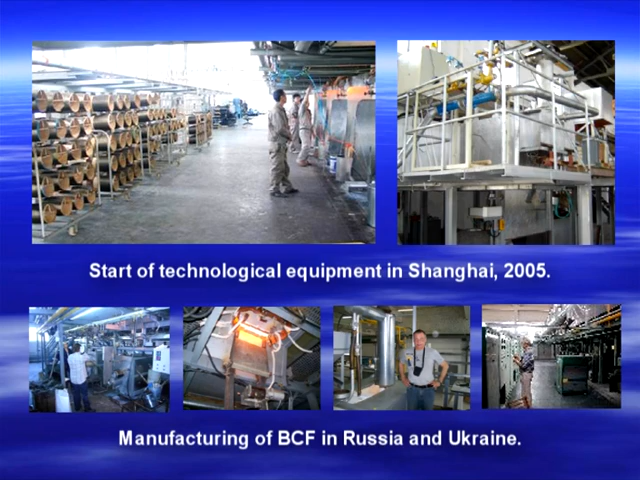 Start of technological equipment in Shanghai, 2005.
Manufacturing of BCF in Russia and Ukraine.